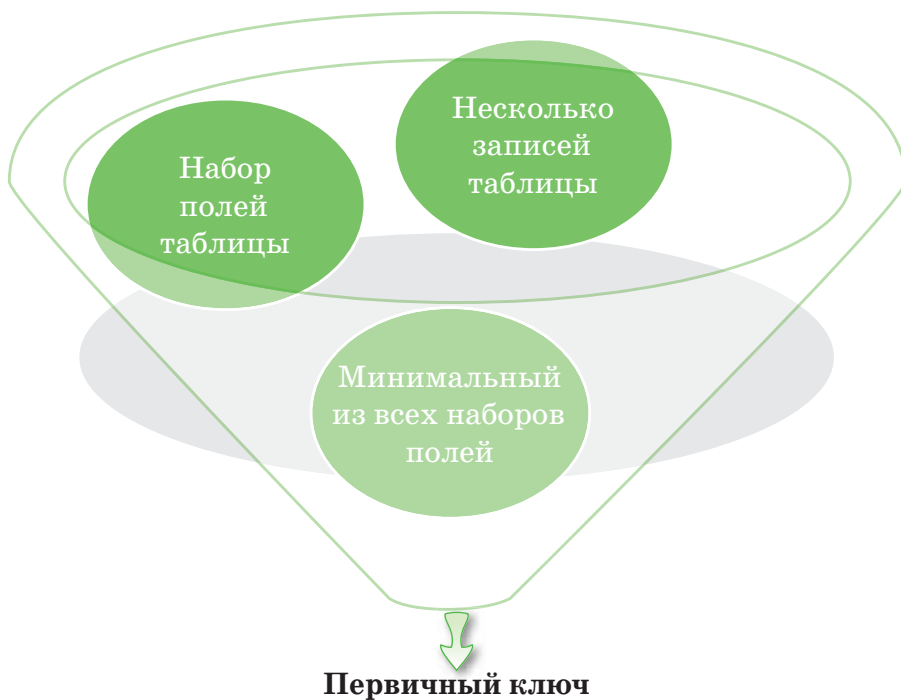 Несколько
записей
таблицы
Набор
полей
таблицы
Минимальный
из всех наборов
полей
Первичный ключ